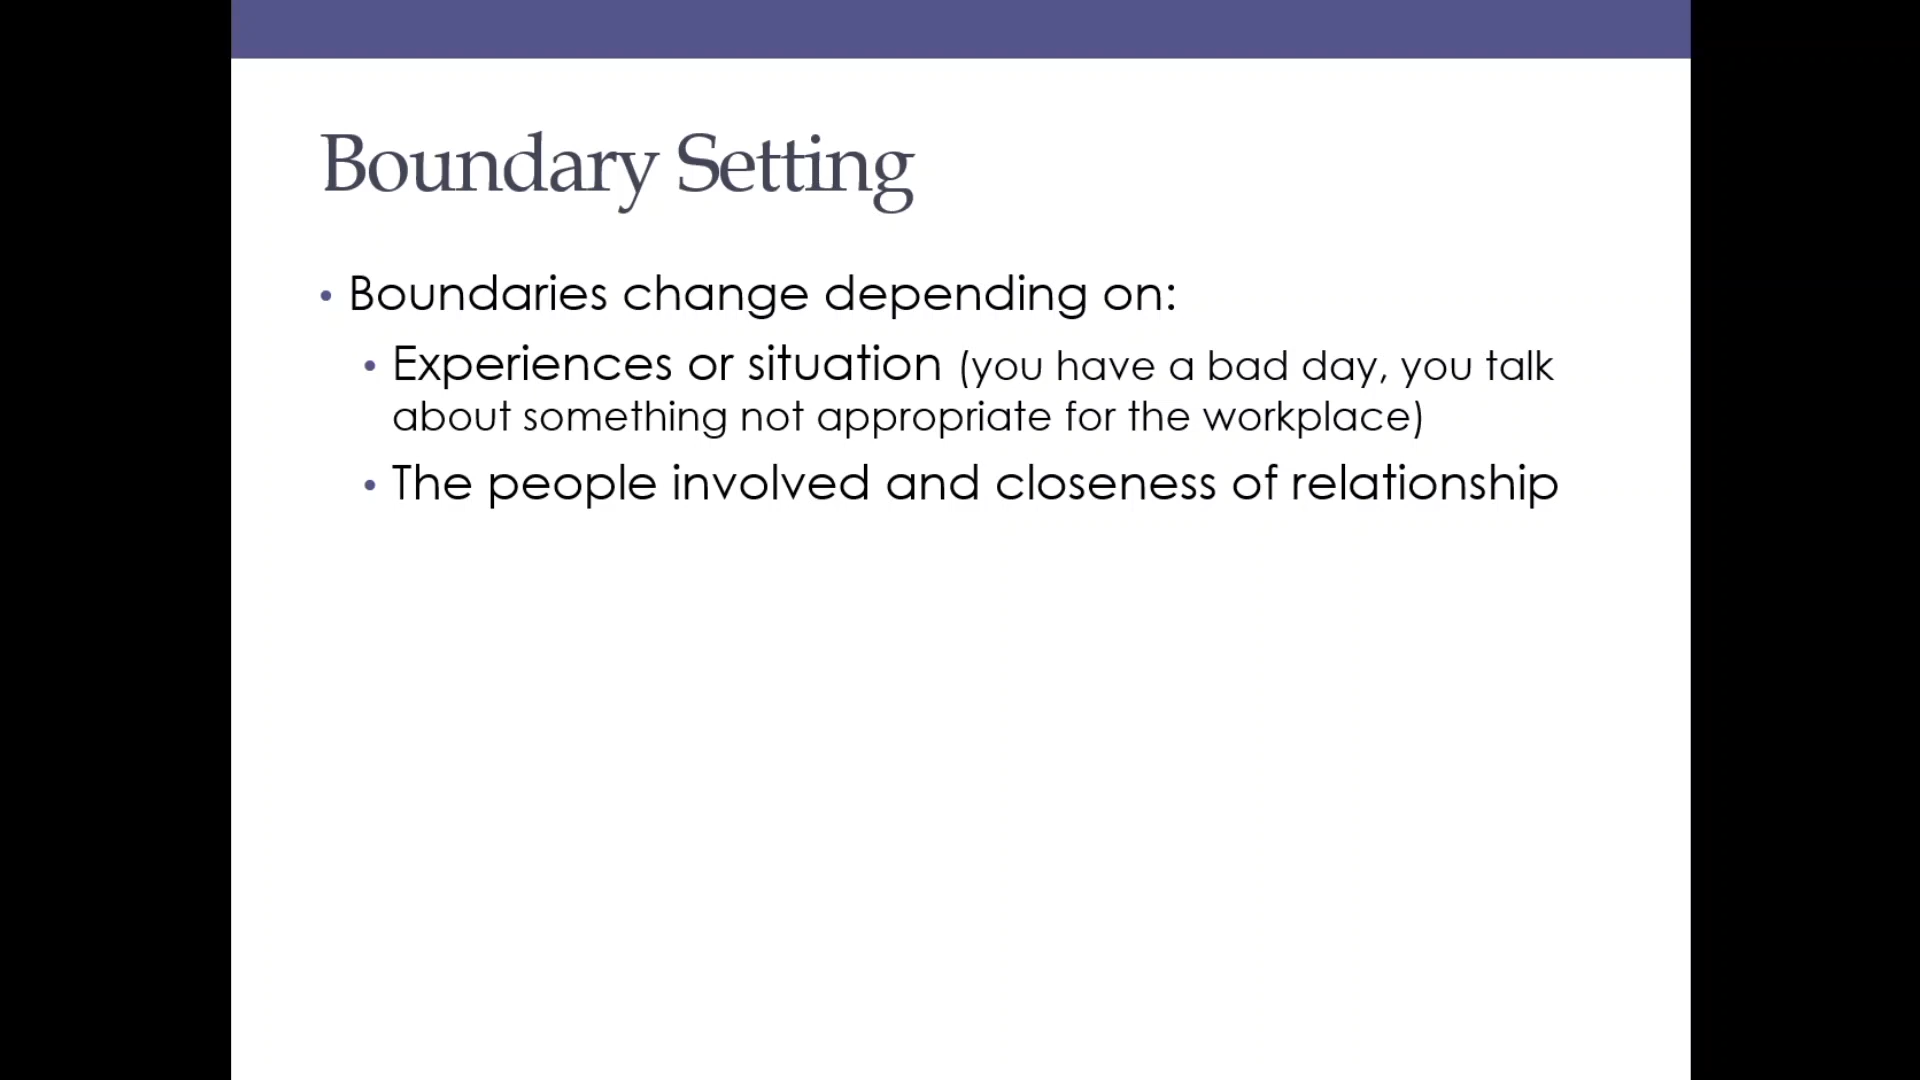 Boundary Setting
• Boundaries change depending on:
• Experiences or situation (you have a bad day, you talk
about something not appropriate for the workplace)
• The people involved and closeness of relationship